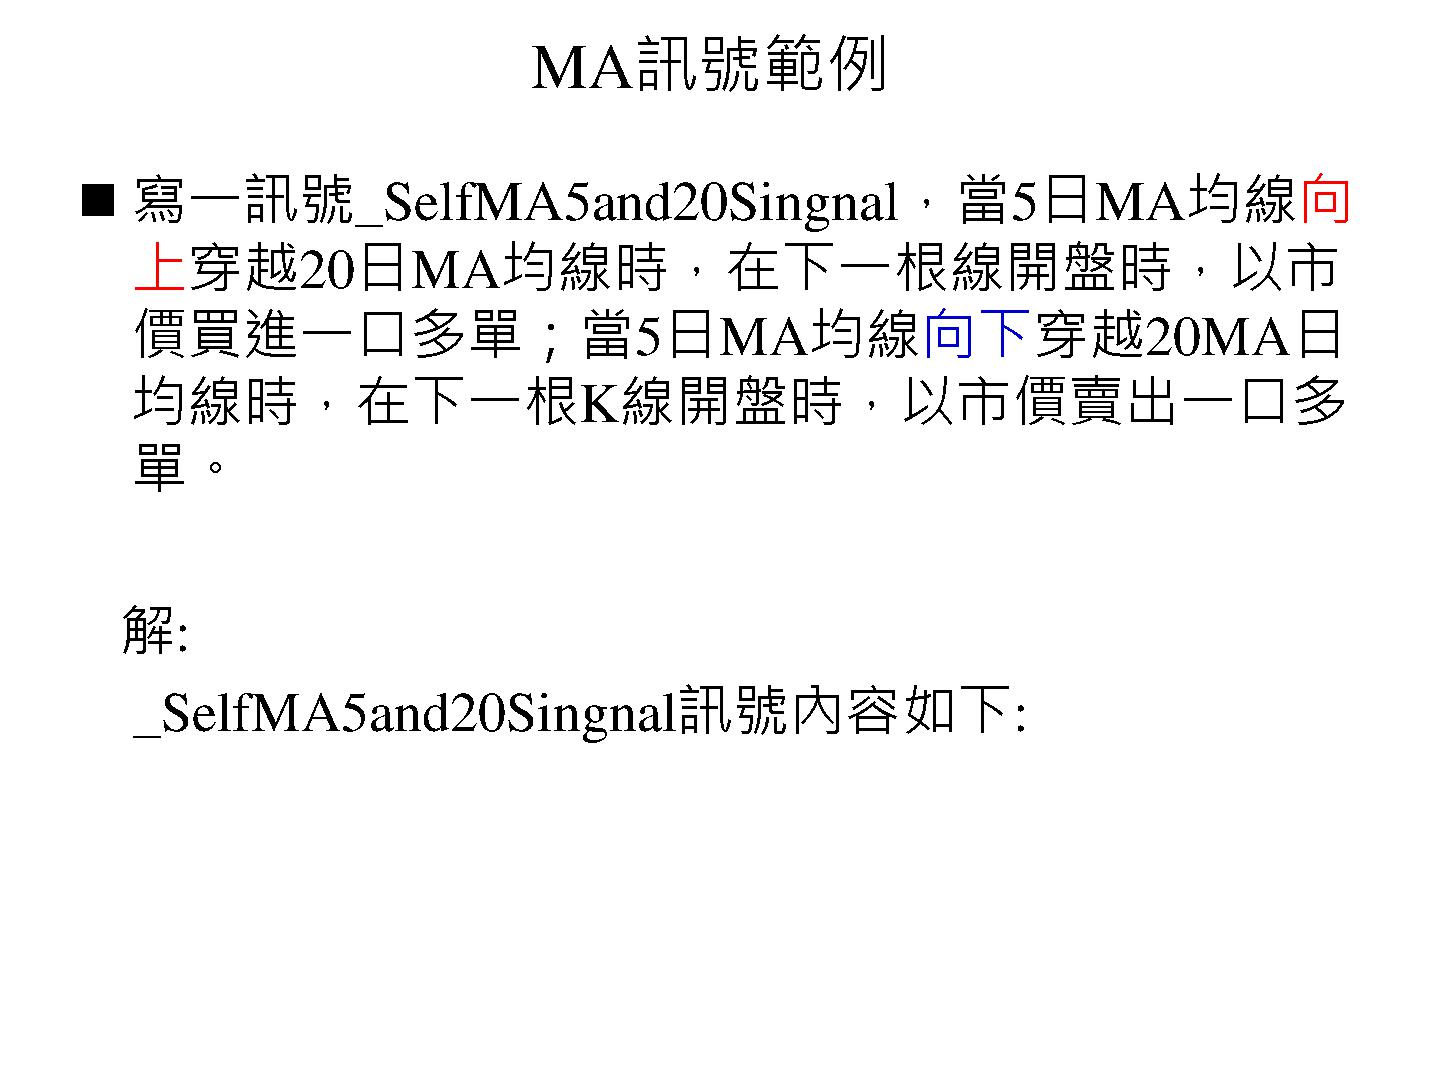 MA訊號範例
■ 寫一訊號_SelfMA5and20Singnal，當5日MA均線向
上穿越20日MA均線時，在下一根線開盤時，以市
價買進一口多單；當5日MA均線向下穿越20MA日
均線時，在下一根K線開盤時，以市價賣出一口多
單。
解:
_SelfMA5and20Singnal訊號內容如下: